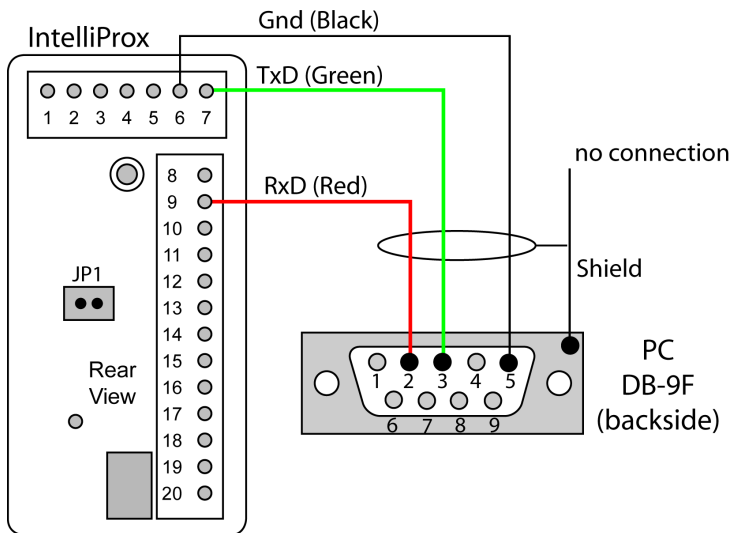 Gnd (Black)
IntelliProx
TxD (Green)
1 2 3 4 5 6 7
no connection
8
RxD (Red)
9
10
11
Shield
JP1
12
13
14
15
Rear
View
16
17
18
19
20
1 2 3 4 5
6 7 8 9
PC
DB-9F
(backside)